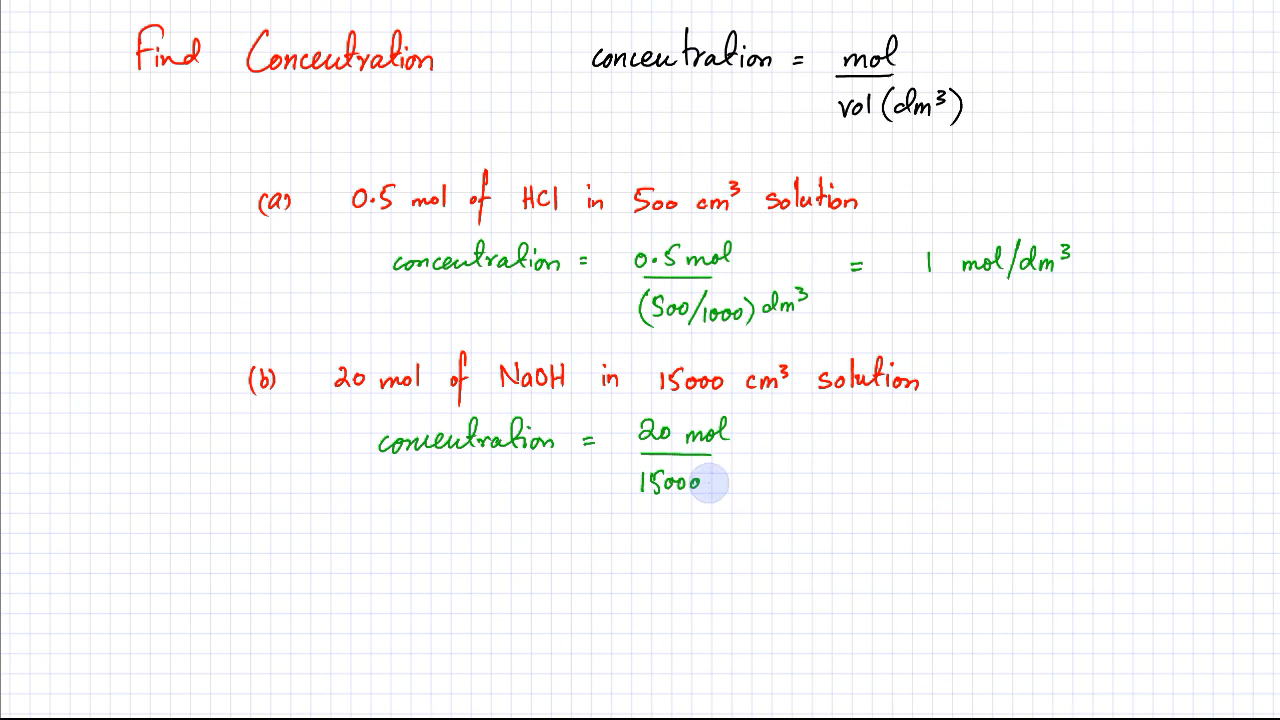 Find Concentration concentration = mol
vol (dm³)
(a) 0.5 mol of HCl in 500 cm³ solution
concentration = 0.5 mol = 1 mol/dm³
(500/1000) dm³
(b) 20 mol of NaOH in 15000 cm³ solution
concentration = 20 mol
15000